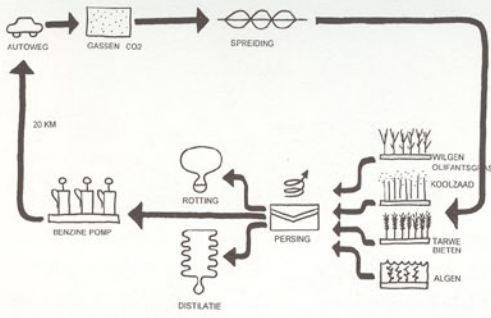 AUTOWEG
GASSEN CO2
SPREIDING
20 KM
WILGEN
OLIFANTSGRAS
KOOLZAAD
ROTTING
BENZINE POMP
PERSING
TARWE
BIETEN
DISTILATIE
ALGEN